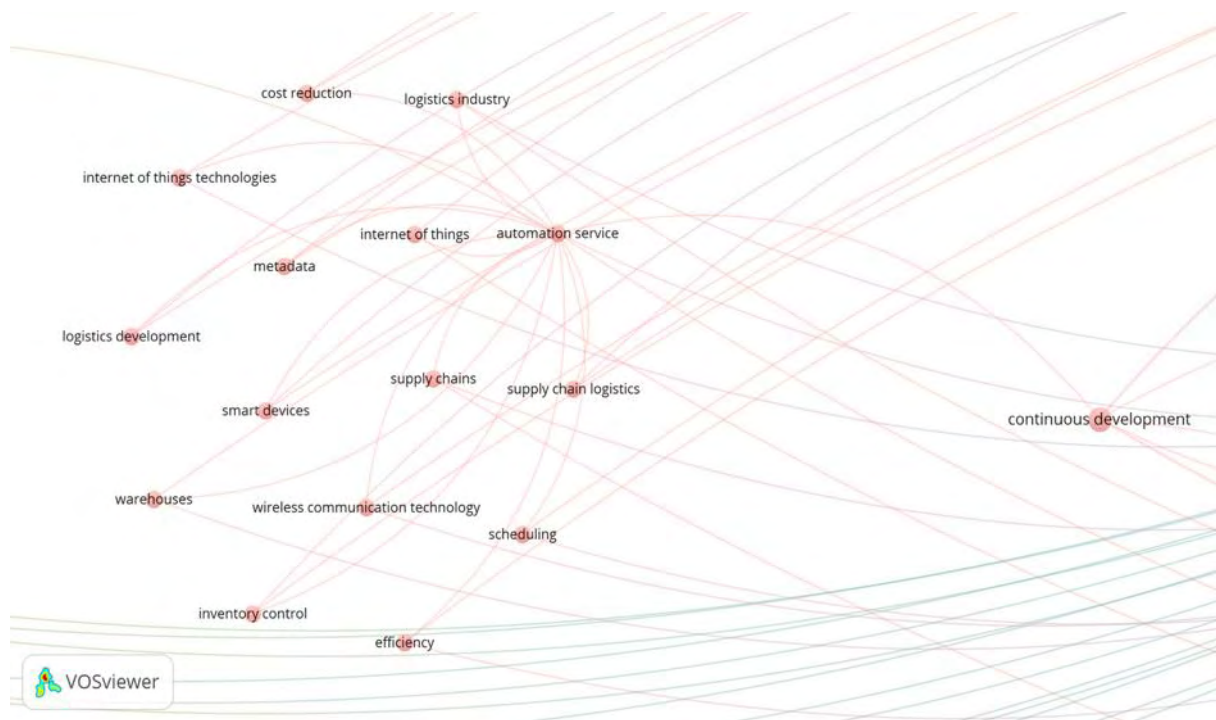 cost reduction
logistics industry
internet of things technologies
internet of things
automation service
metadata
logistics development
supply chains
supply chain logistics
smart devices
continuous development
warehouses
wireless communication technology
scheduling
inventory control
efficiency
VOSviewer